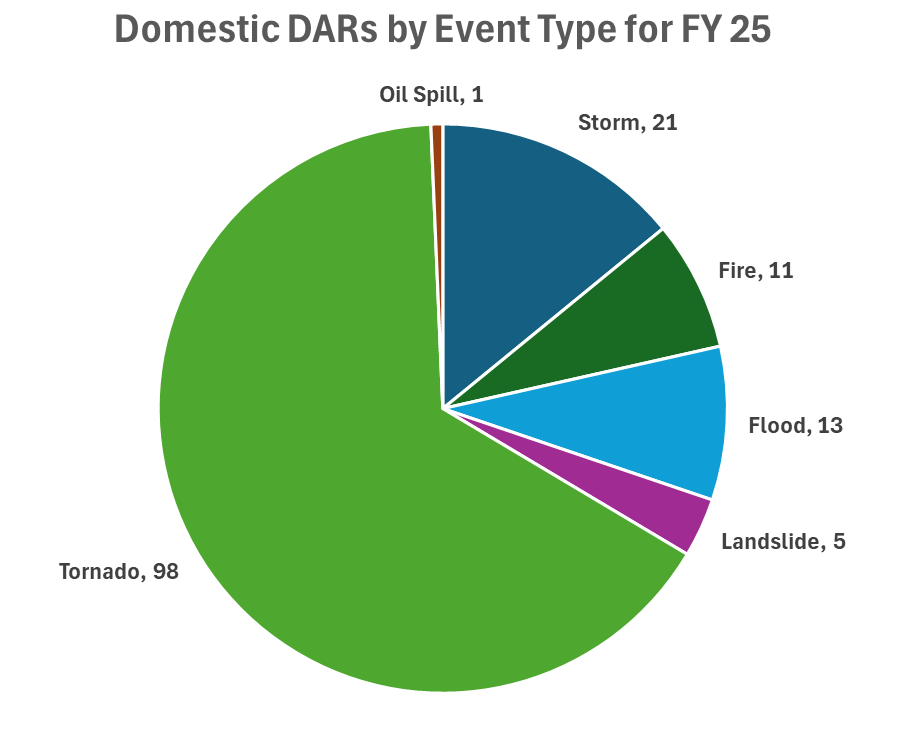 Domestic DARs by Event Type for FY 25
Oil Spill, 1
Storm, 21
Fire, 11
Flood, 13
Landslide, 5
Tornado, 98